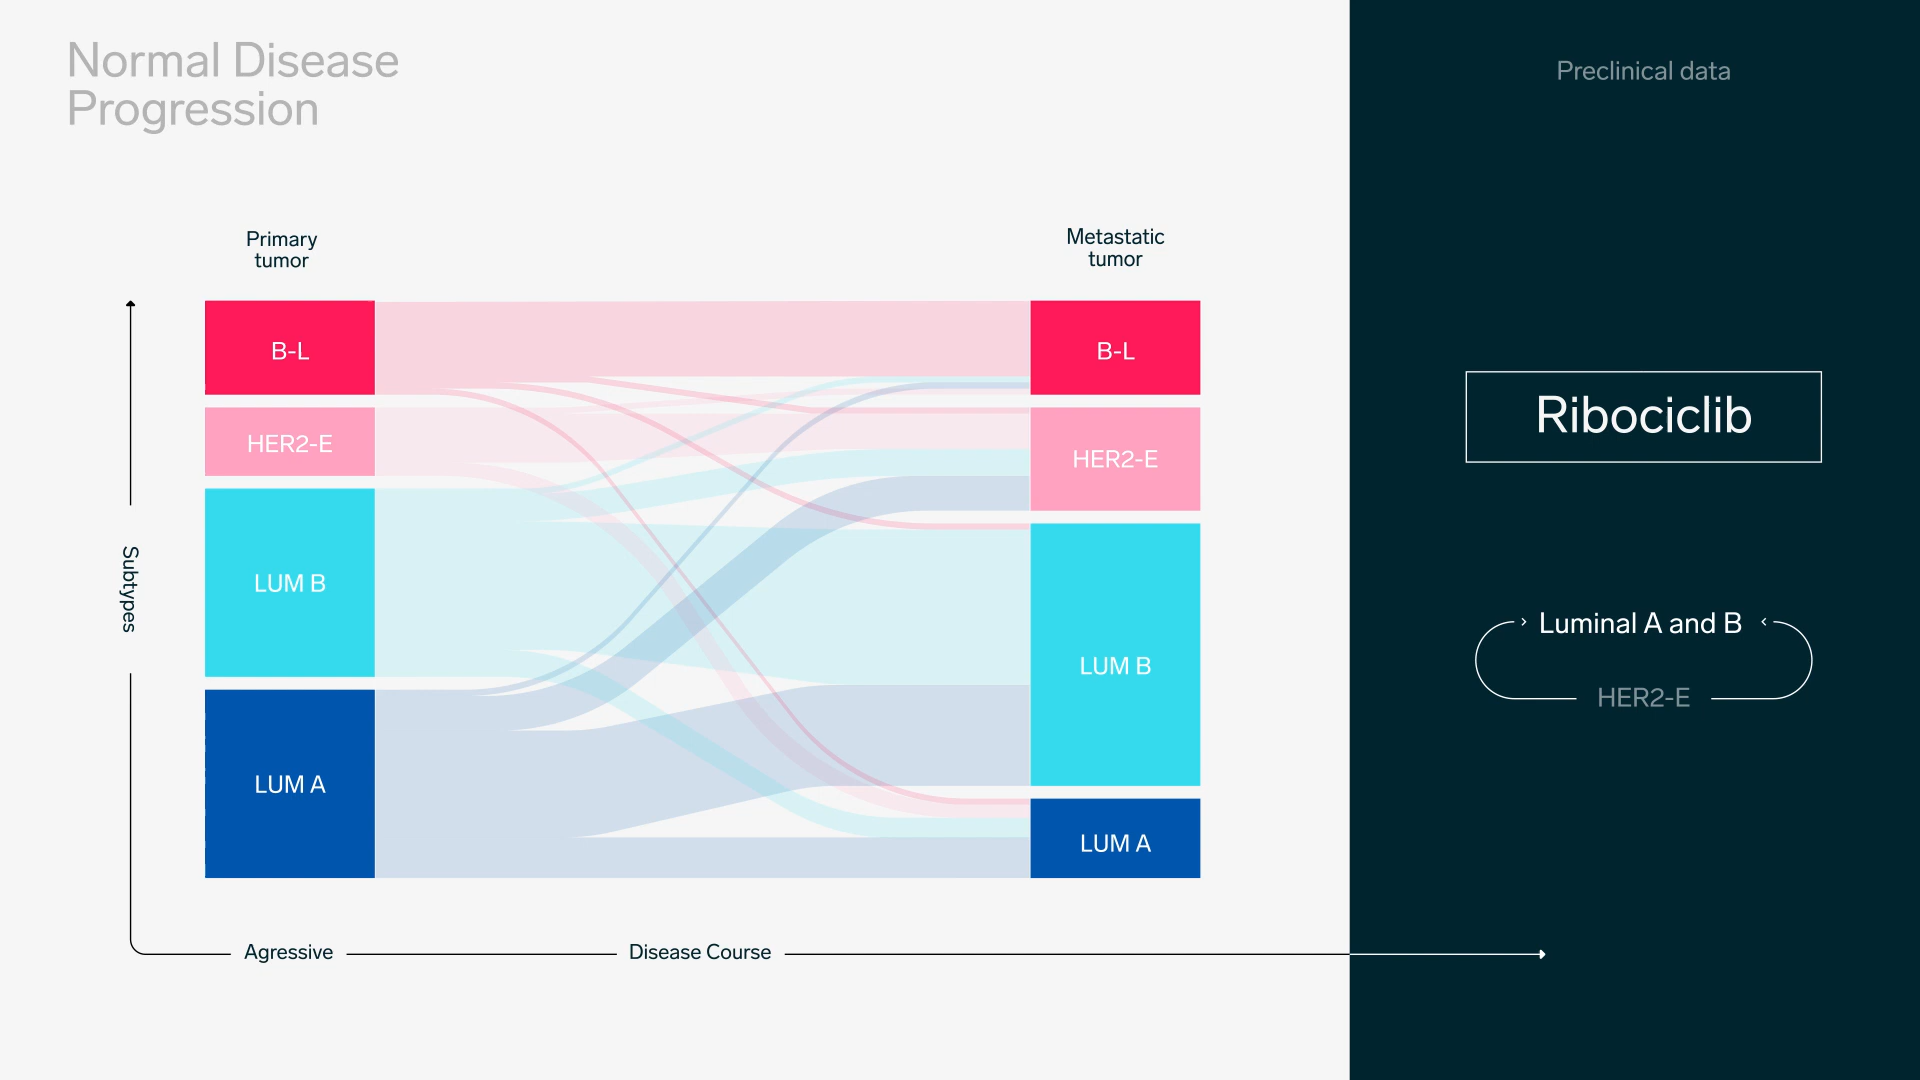 Normal Disease
Progression
Preclinical data
Primary
tumor
Metastatic
tumor
B-L
B-L
HER2-E
HER2-E
LUM B
LUM B
LUM A
LUM A
Subtypes
Agressive
Disease Course
Ribociclib
Luminal A and B
HER2-E